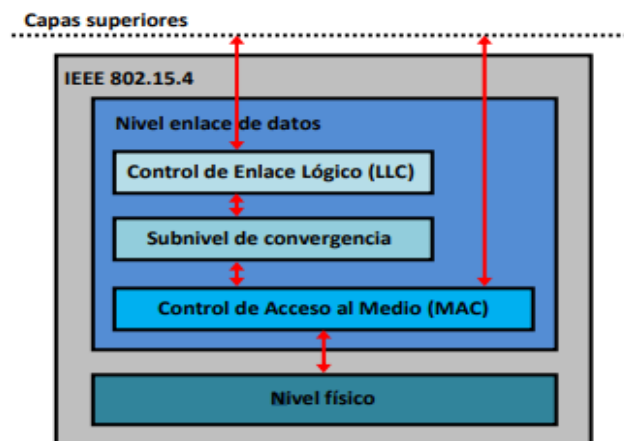 Capas superiores
IEEE 802.15.4
Nivel enlace de datos
Control de Enlace Lógico (LLC)
Subnivel de convergencia
Control de Acceso al Medio (MAC)
Nivel físico